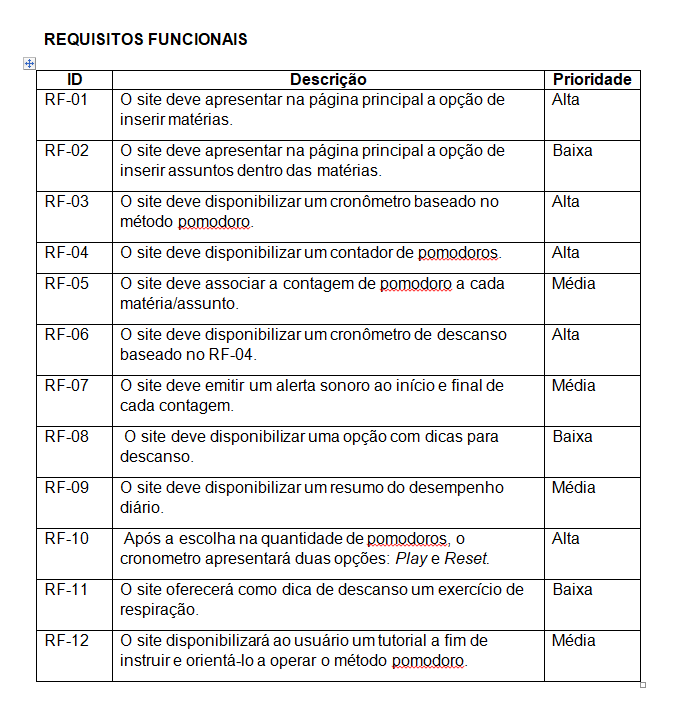 REQUISITOS FUNCIONAIS
ID Descrição Prioridade
RF-01 O site deve apresentar na página principal a opção de Alta
inserir matérias.
RF-02 O site deve apresentar na página principal a opção de Baixa
inserir assuntos dentro das matérias.
RF-03 O site deve disponibilizar um cronômetro baseado no Alta
método pomodoro.
RF-04 O site deve disponibilizar um contador de pomodoros. Alta
RF-05 O site deve associar a contagem de pomodoro a cada Média
matéria/assunto.
RF-06 O site deve disponibilizar um cronômetro de descanso Alta
baseado no RF-04.
RF-07 O site deve emitir um alerta sonoro ao início e final de Média
cada contagem.
RF-08 O site deve disponibilizar uma opção com dicas para Baixa
descanso.
RF-09 O site deve disponibilizar um resumo do desempenho Média
diário.
RF-10 Após a escolha na quantidade de pomodoros, o Alta
cronometro apresentará duas opções: Play e Reset.
RF-11 O site oferecerá como dica de descanso um exercício de Baixa
respiração.
RF-12 O site disponibilizará ao usuário um tutorial a fim de Média
instruir e orientá-lo a operar o método pomodoro.